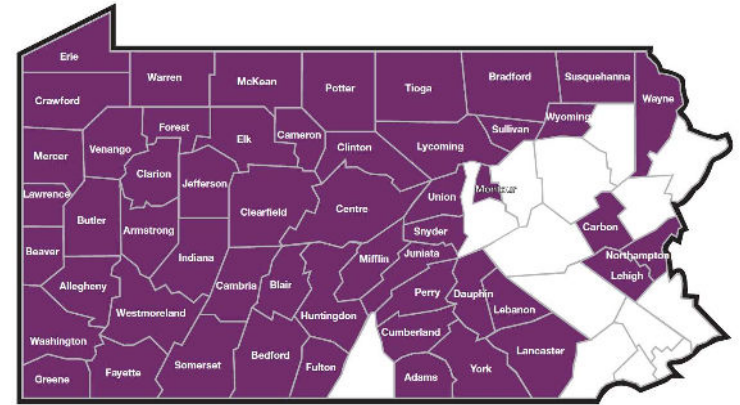 Erie
Warren
McKean
Potter
Tioga
Bradford
Susquehanna
Wayne
Crawford
Forest
Elk
Cameron
Clinton
Lycoming
Sullivan
Wyoming
Mercer
Venango
Clarion
Jefferson
Clearfield
Centre
Union
Montour
Lawrence
Butler
Armstrong
Snyder
Carbon
Beaver
Indiana
Mifflin
Juniata
Northampton
Lehigh
Allegheny
Westmoreland
Cambria
Blair
Huntingdon
Perry
Dauphin
Lebanon
Washington
Cumberland
Lancaster
Greene
Fayette
Somerset
Bedford
Fulton
Adams
York